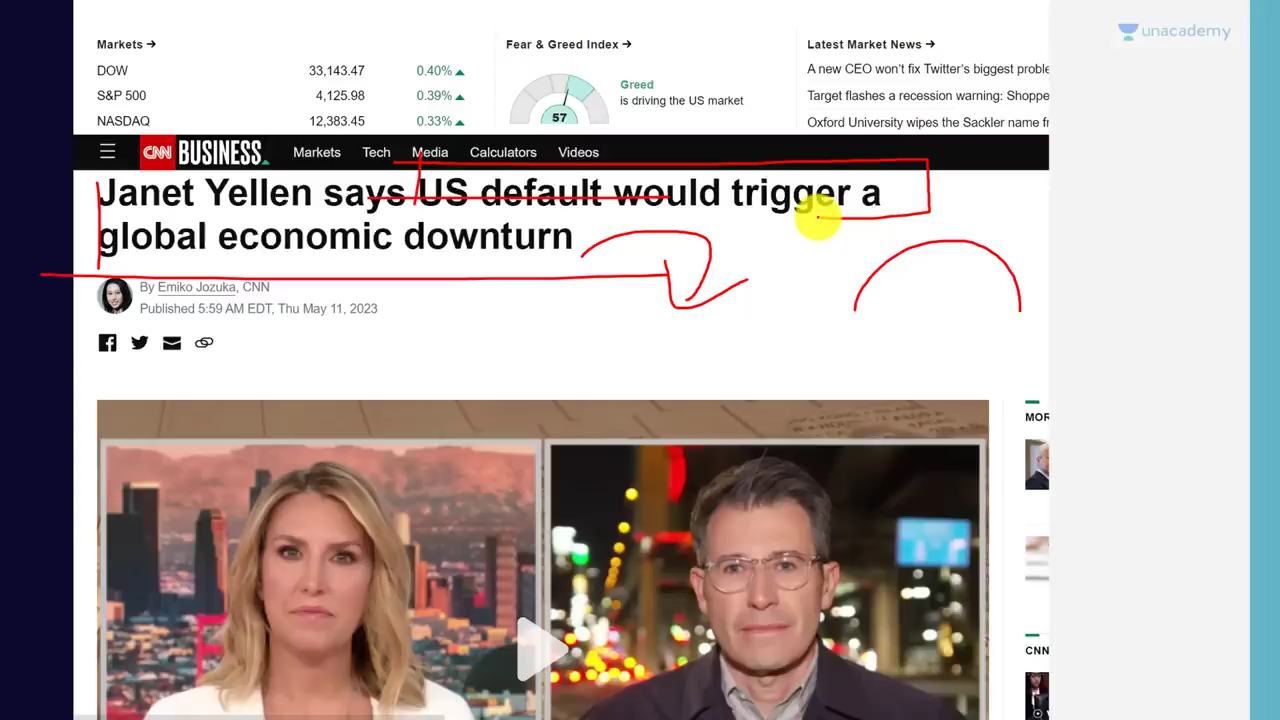 unacademy
Markets → Fear & Greed Index → Latest Market News →
DOW 33,143.47 0.40%
S&P 500 4,125.98 0.39%
NASDAQ 12,383.45 0.33%
Greed
is driving the US market
57
A new CEO won't fix Twitter's biggest proble
Target flashes a recession warning: Shoppe
Oxford University wipes the Sackler name fr
CNN BUSINESS Markets Tech Media Calculators Videos
Janet Yellen says US default would trigger a
global economic downturn
By Emiko Jozuka, CNN
Published 5:59 AM EDT, Thu May 11, 2023
MOR
CNN